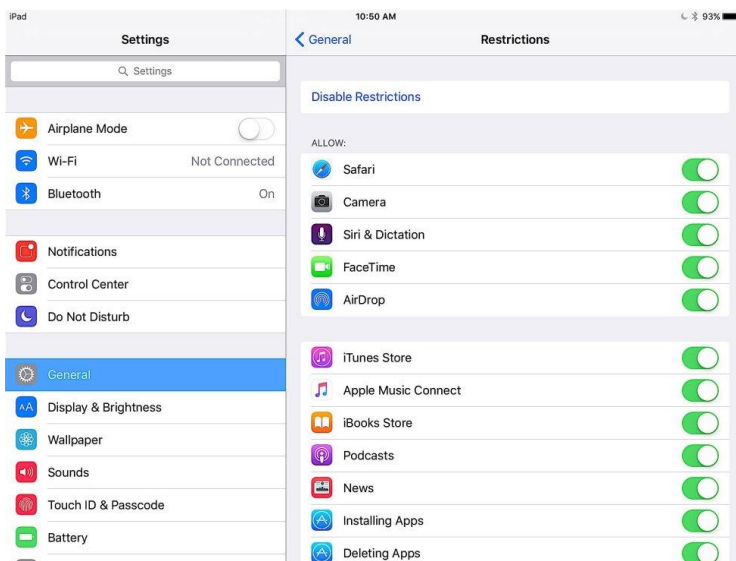 iPad
10:50 AM
93%
Settings
General
Restrictions
Settings
Airplane Mode
Wi-Fi
Not Connected
Bluetooth
On
Notifications
Control Center
Do Not Disturb
General
Display & Brightness
Wallpaper
Sounds
Touch ID & Passcode
Battery
Disable Restrictions
ALLOW:
Safari
Camera
Siri & Dictation
FaceTime
AirDrop
iTunes Store
Apple Music Connect
iBooks Store
Podcasts
News
Installing Apps
Deleting Apps